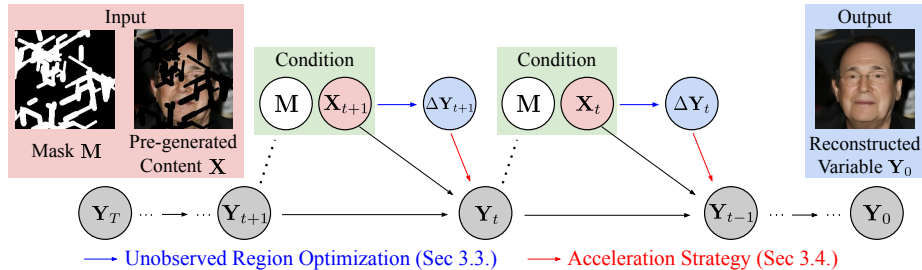 Input
Mask M
Pre-generated
Content X
Condition
M
X_{t+1}
ΔY_{t+1}
Condition
M
X_t
ΔY_t
Output
Reconstructed
Variable Y_0
Y_T ... ... Y_{t+1} Y_t Y_{t-1} ... ... Y_0
Unobserved Region Optimization (Sec 3.3.)
Acceleration Strategy (Sec 3.4.)